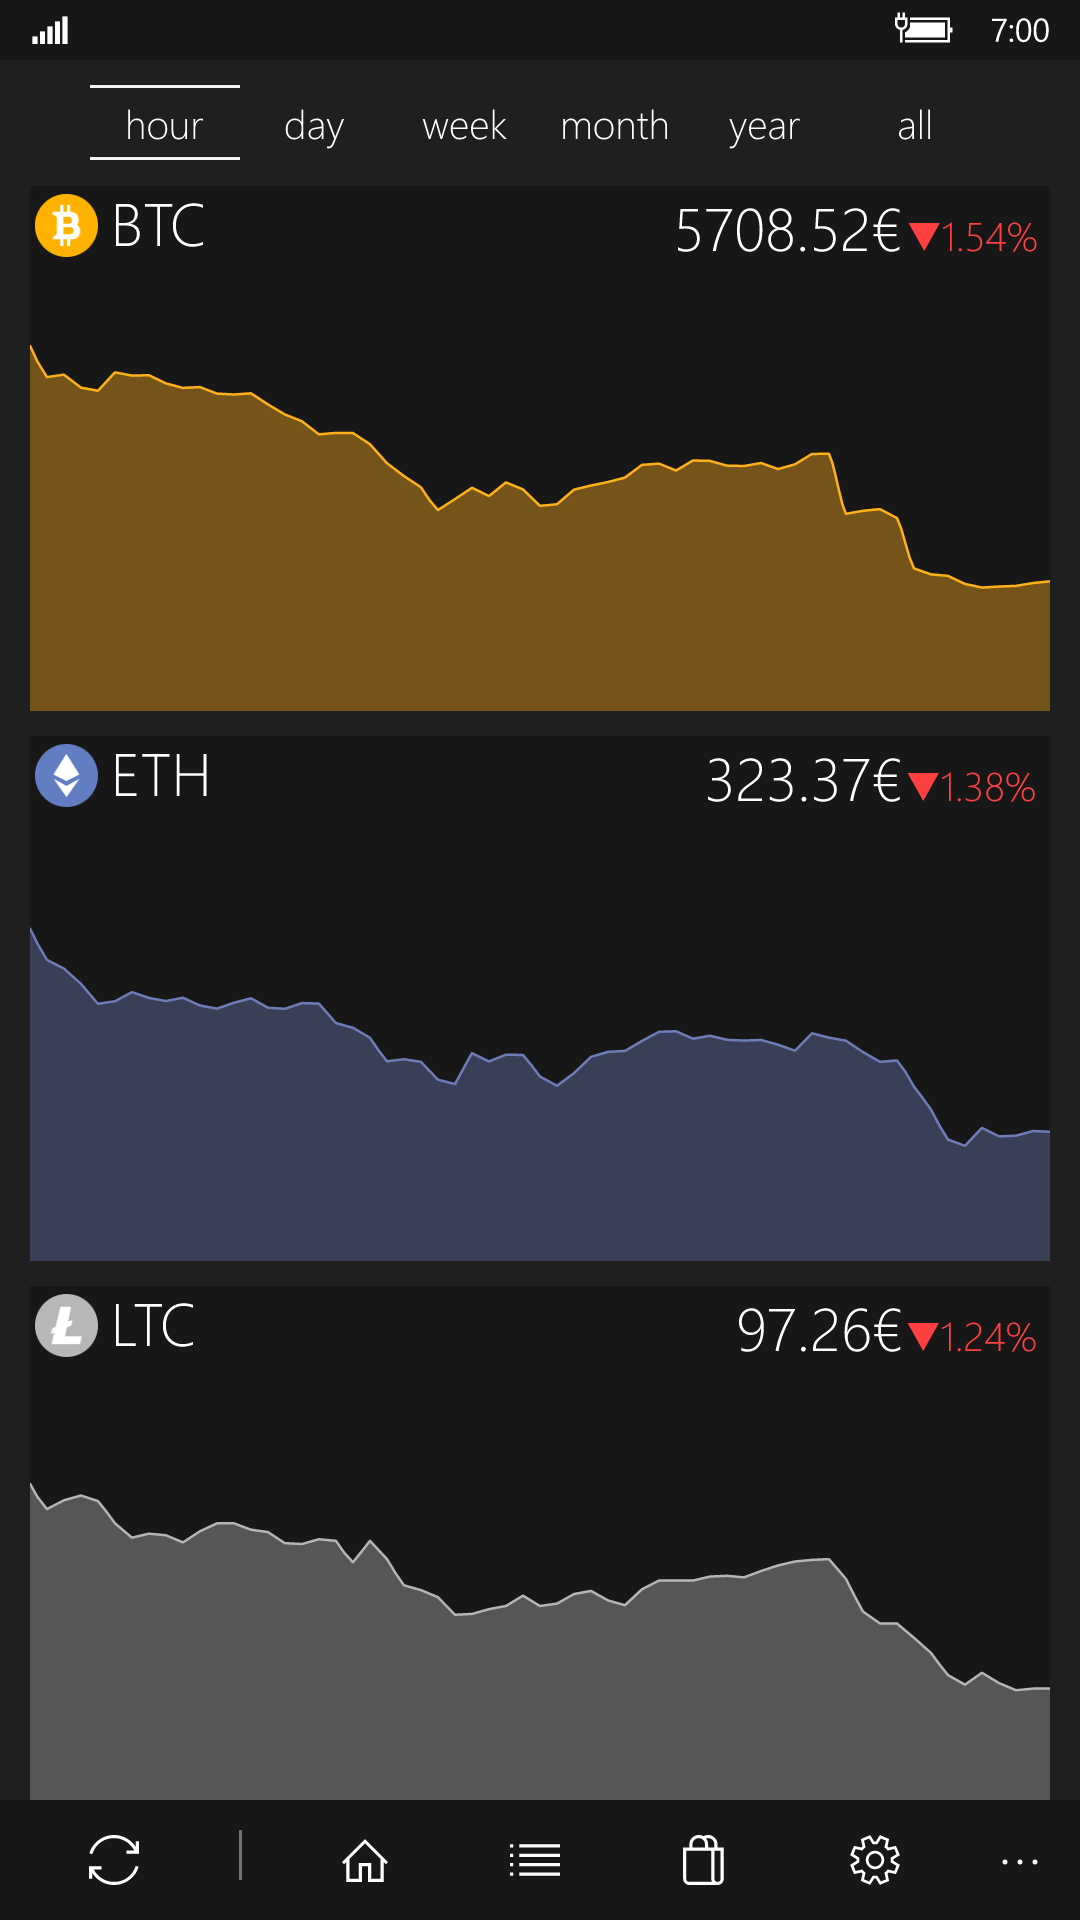 7:00
hour day week month year all
BTC 5708.52€▼1.54%
ETH 323.37€▼1.38%
LTC 97.26€▼1.24%